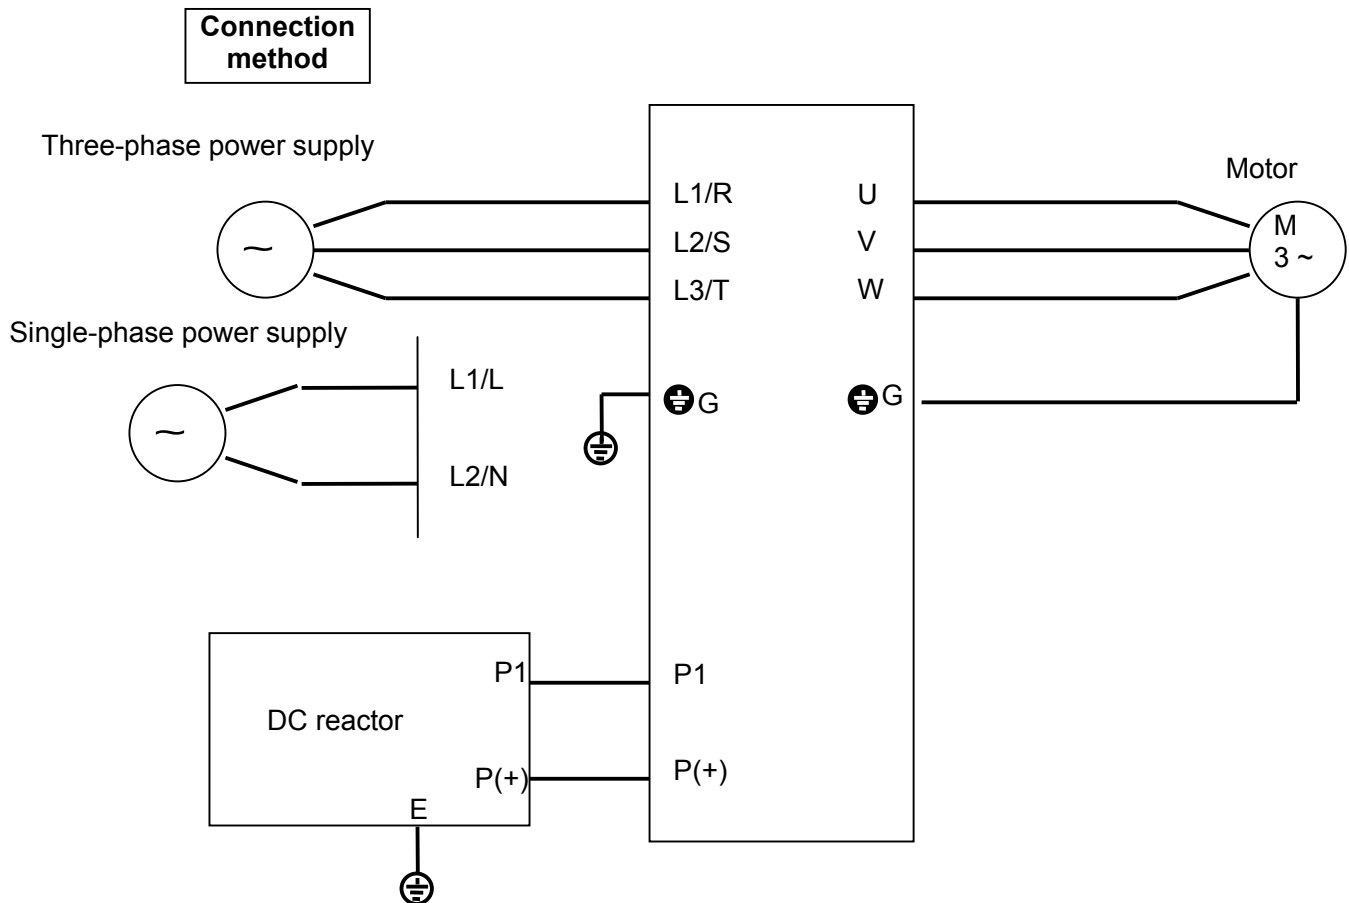 Connection
method
Three-phase power supply
Motor
L1/R
U
M
3 ~
~
L2/S
V
L3/T
W
Single-phase power supply
L1/L
~
L2/N
G
G
P1
P1
DC reactor
P(+)
P(+)
E